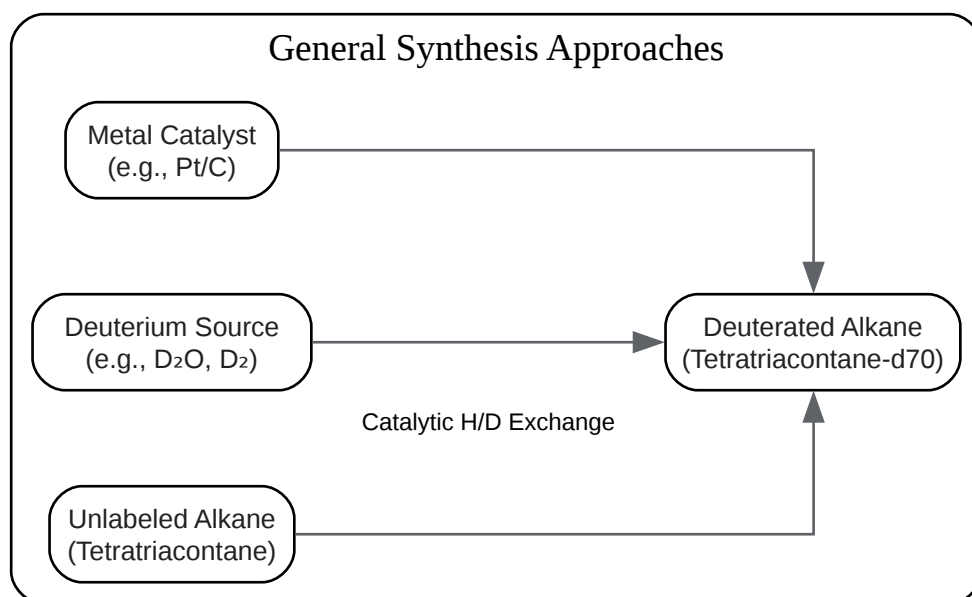 General Synthesis Approaches
Metal Catalyst
(e.g., Pt/C)
Deuterium Source
(e.g., D₂O, D₂)
Deuterated Alkane
(Tetratriacontane-d70)
Catalytic H/D Exchange
Unlabeled Alkane
(Tetratriacontane)